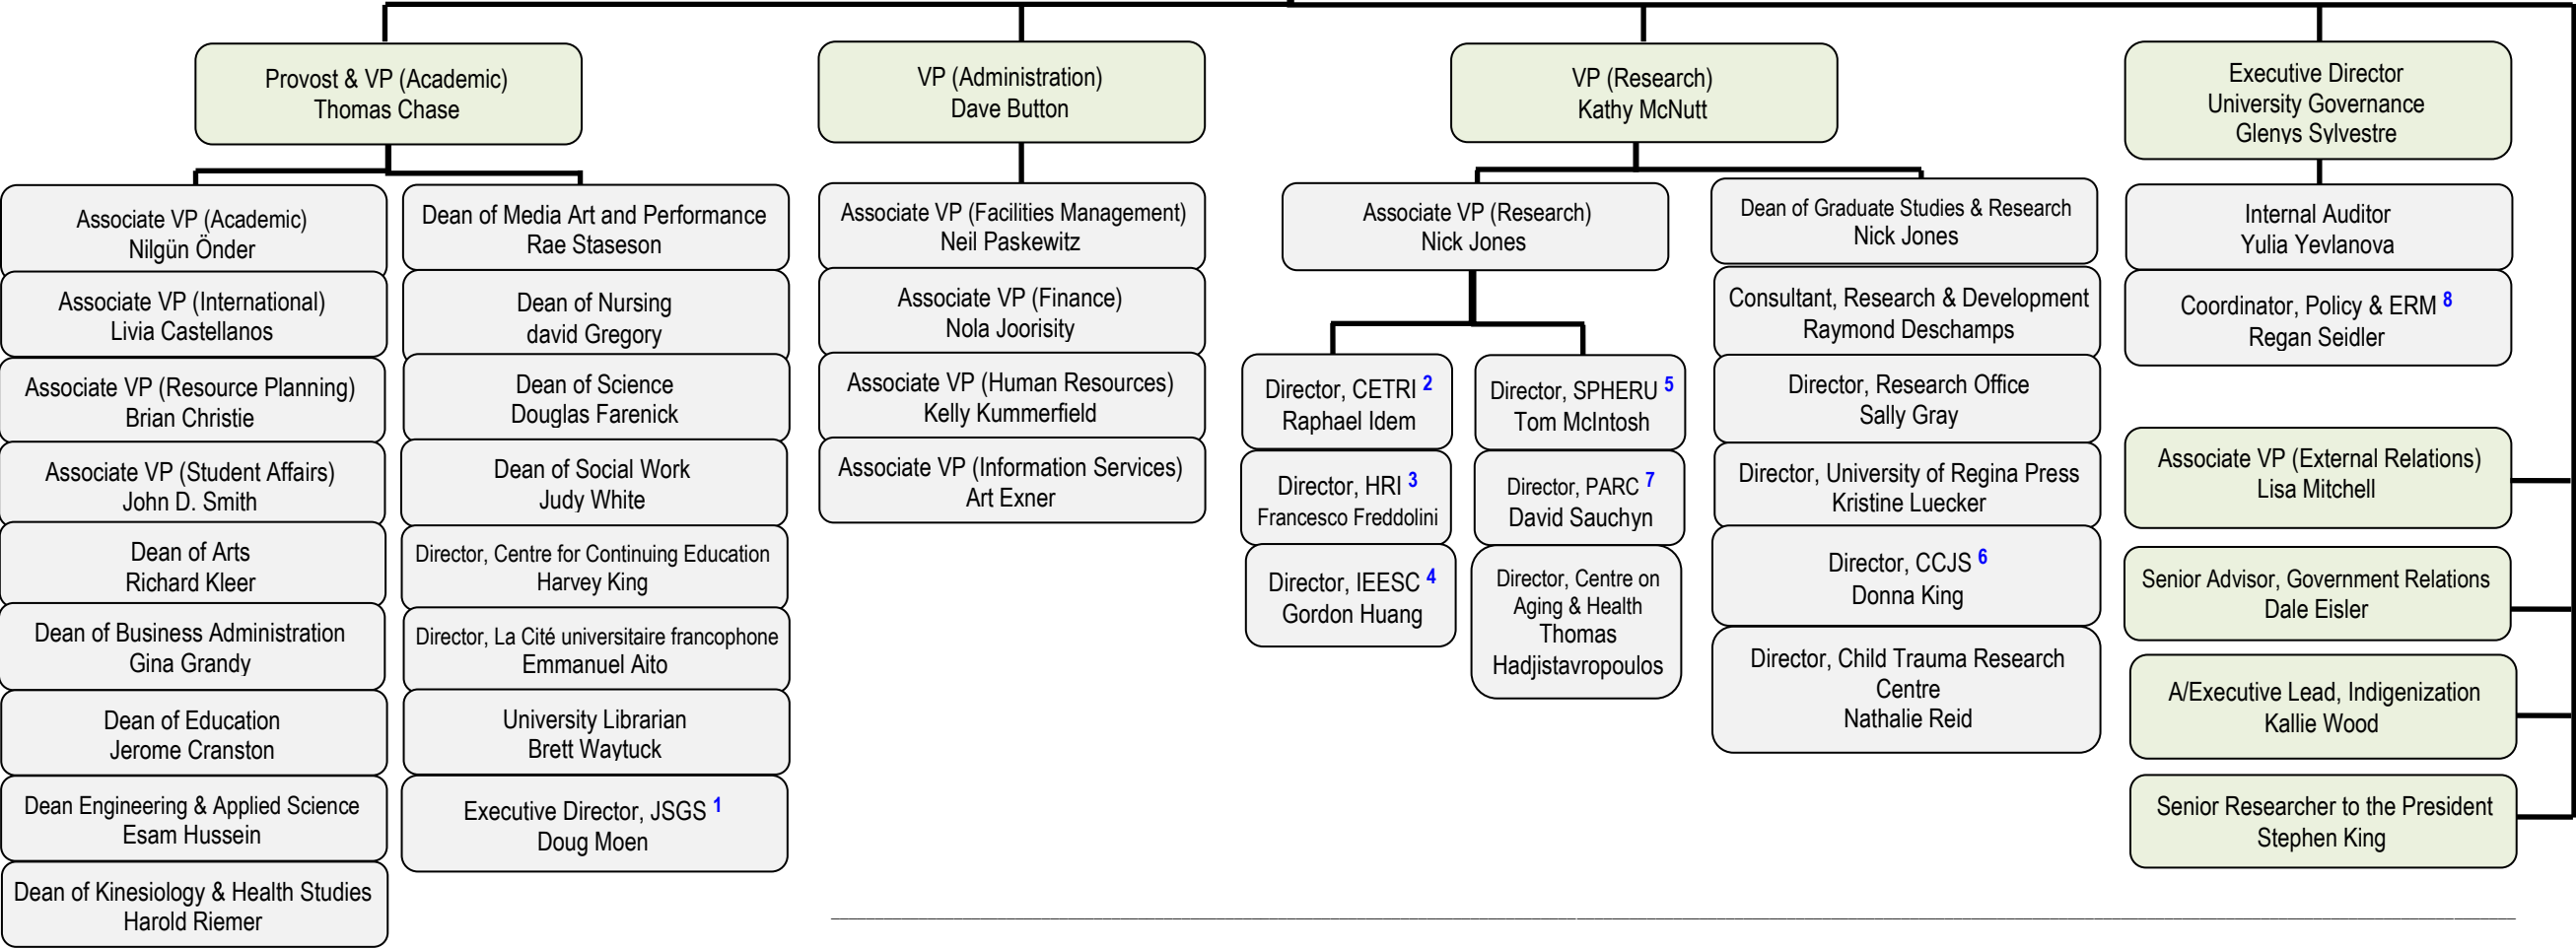 Provost & VP (Academic)
Thomas Chase
VP (Administration)
Dave Button
VP (Research)
Kathy McNutt
Executive Director
University Governance
Glenys Sylvestre
Associate VP (Academic)
Nilgün Önder
Associate VP (International)
Livia Castellanos
Associate VP (Resource Planning)
Brian Christie
Associate VP (Student Affairs)
John D. Smith
Dean of Arts
Richard Kleer
Dean of Business Administration
Gina Grandy
Dean of Education
Jerome Cranston
Dean Engineering & Applied Science
Esam Hussein
Dean of Kinesiology & Health Studies
Harold Riemer
Dean of Media Art and Performance
Rae Staseson
Dean of Nursing
david Gregory
Dean of Science
Douglas Farenick
Dean of Social Work
Judy White
Director, Centre for Continuing Education
Harvey King
Director, La Cité universitaire francophone
Emmanuel Aito
University Librarian
Brett Waytuck
Executive Director, JSGS 1
Doug Moen
Associate VP (Facilities Management)
Neil Paskewitz
Associate VP (Finance)
Nola Joorisity
Associate VP (Human Resources)
Kelly Kummerfield
Associate VP (Information Services)
Art Exner
Associate VP (Research)
Nick Jones
Director, CETRI 2
Raphael Idem
Director, HRI 3
Francesco Freddolini
Director, IEESC 4
Gordon Huang
Director, SPHERU 5
Tom McIntosh
Director, PARC 7
David Sauchyn
Director, Centre on
Aging & Health
Thomas
Hadjistavropoulos
Dean of Graduate Studies & Research
Nick Jones
Consultant, Research & Development
Raymond Deschamps
Director, Research Office
Sally Gray
Director, University of Regina Press
Kristine Luecker
Director, CCJS 6
Donna King
Director, Child Trauma Research
Centre
Nathalie Reid
Internal Auditor
Yulia Yevlanova
Coordinator, Policy & ERM 8
Regan Seidler
Associate VP (External Relations)
Lisa Mitchell
Senior Advisor, Government Relations
Dale Eisler
A/Executive Lead, Indigenization
Kallie Wood
Senior Researcher to the President
Stephen King